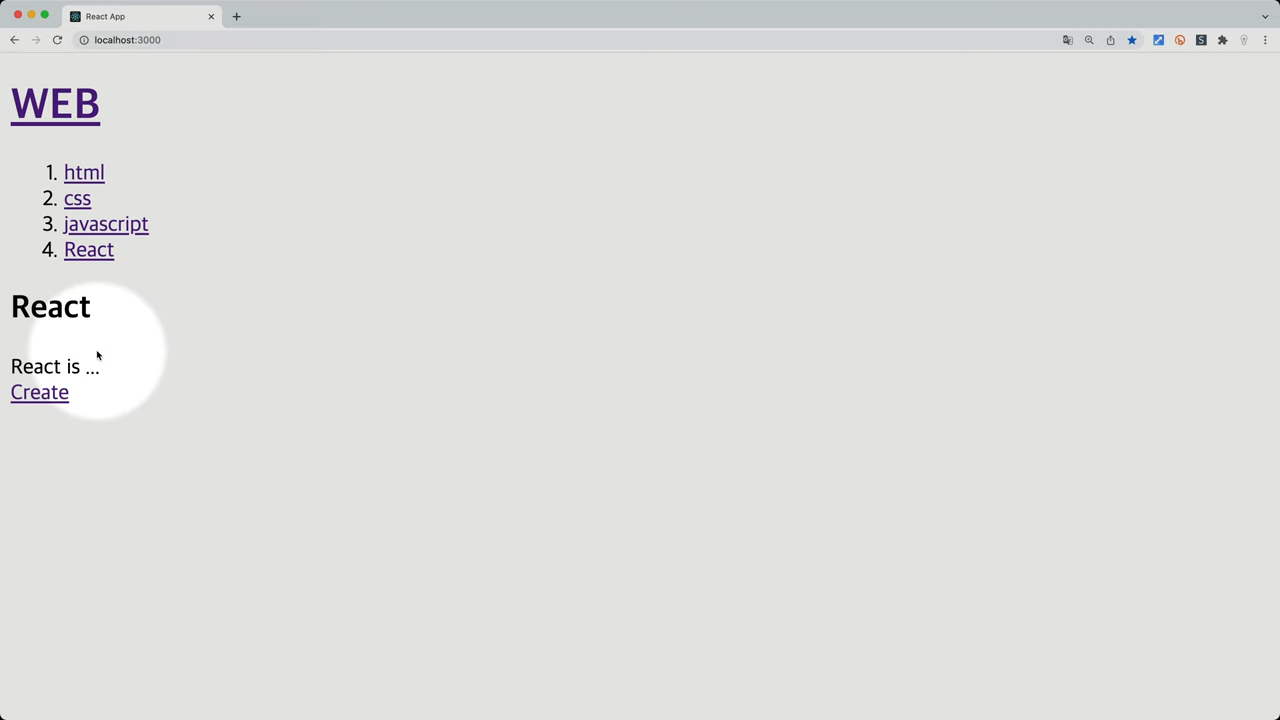 React App
localhost:3000
WEB
1. html
2. css
3. javascript
4. React
React
React is ...
Create